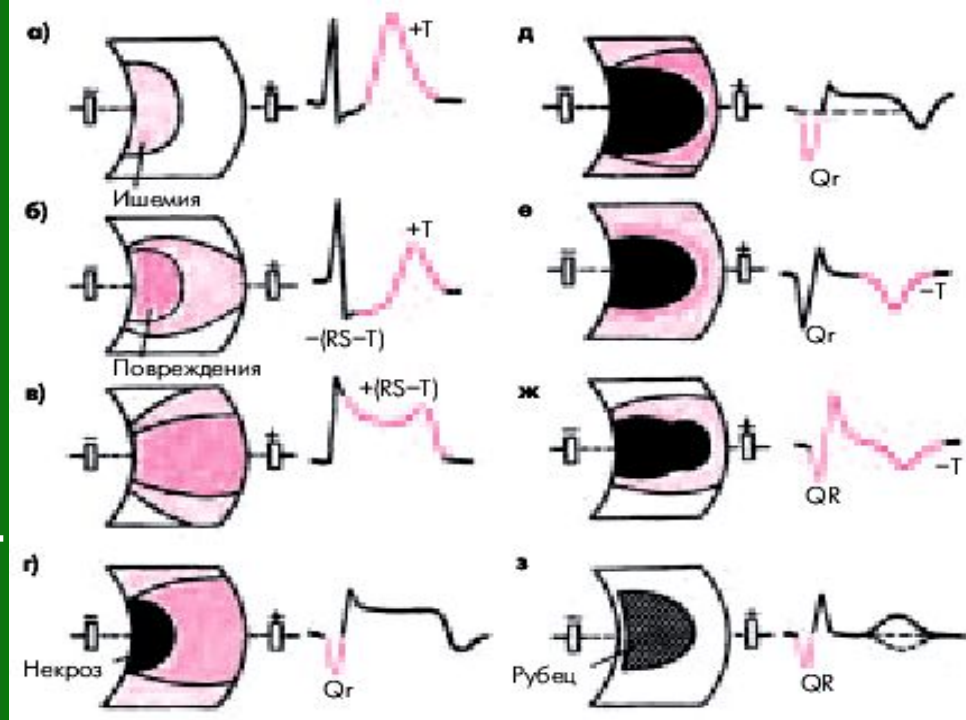 а)
+Т
Ишемия
б)
+Т
−(RS−T)
Повреждения
в)
+(RS−T)
г)
Некроз
Qr
д
Qr
е
−Т
Qr
ж
−Т
QR
з
Рубец
QR